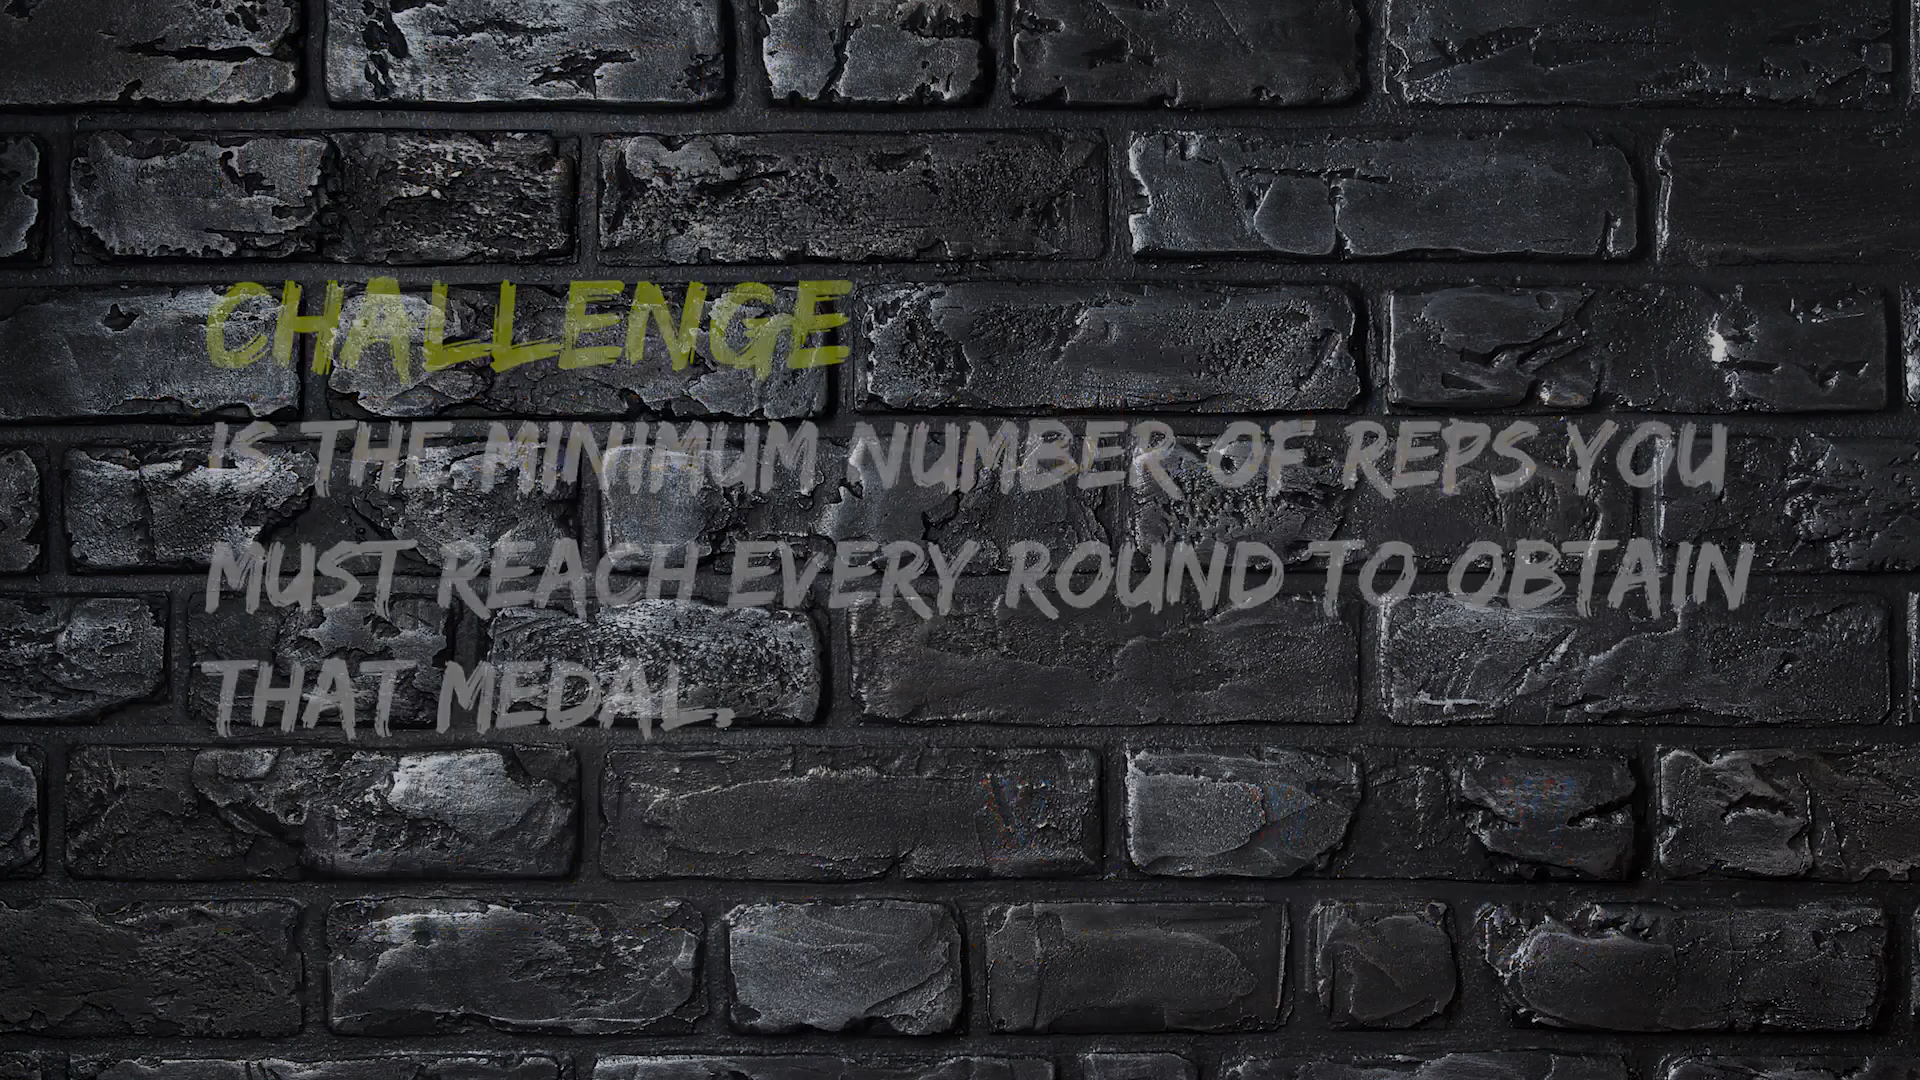 CHALLENGE
IS THE MINIMUM NUMBER OF REPS YOU
MUST REACH EVERY ROUND TO OBTAIN
THAT MEDAL.